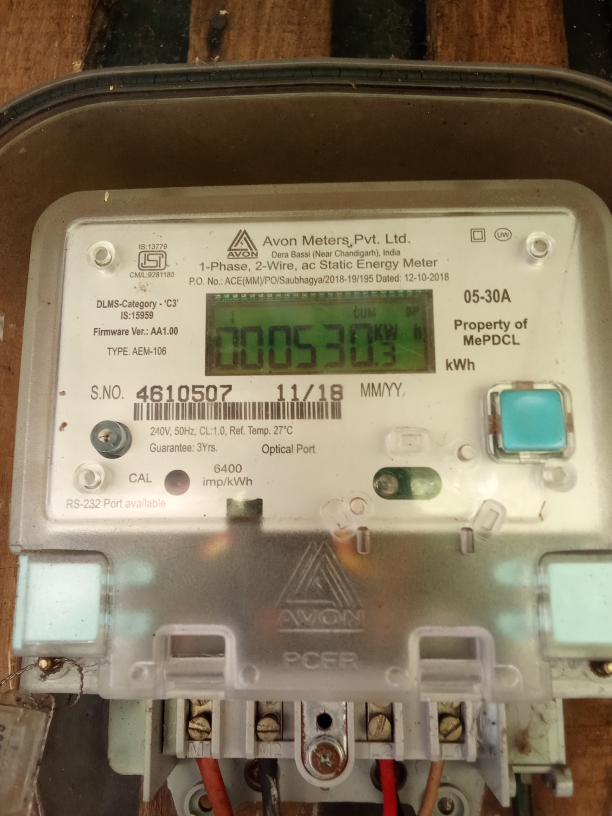 IS:13779
ISI
CM/L:9281180
AVON
Avon Meters Pvt. Ltd.
Dera Bassi (Near Chandigarh), India
UW
1-Phase, 2-Wire, ac Static Energy Meter
P.O. No.: ACE(MM)/PO/Saubhagya/2018-19/195 Dated: 12-10-2018
DLMS-Category - 'C3'
IS:15959
Firmware Ver.: AA1.00
TYPE: AEM-106
CUM
000530.3 KW h
kWh
05-30A
Property of
MePDCL
S.NO. 4610507 11/18 MM/YY.
240V, 50Hz, CL:1.0, Ref. Temp. 27°C
Guarantee: 3Yrs. Optical Port
CAL
6400
imp/kWh
RS-232 Port available
AVON